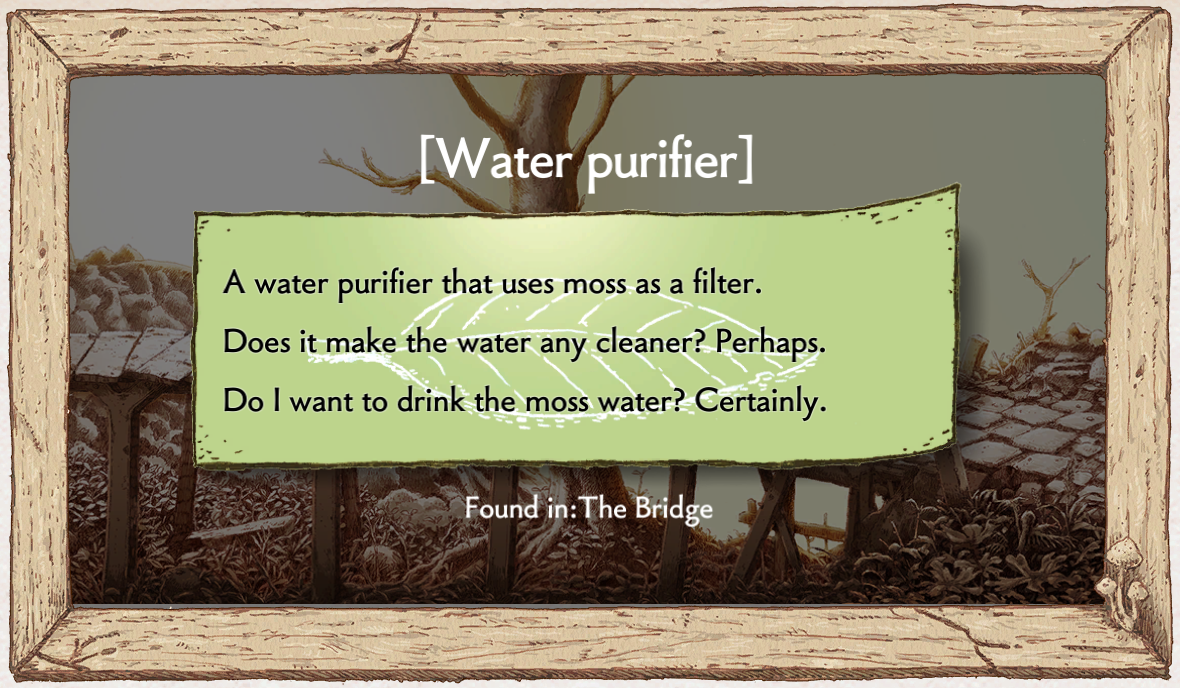 [Water purifier]
A water purifier that uses moss as a filter.
Does it make the water any cleaner? Perhaps.
Do I want to drink the moss water? Certainly.
Found in:The Bridge